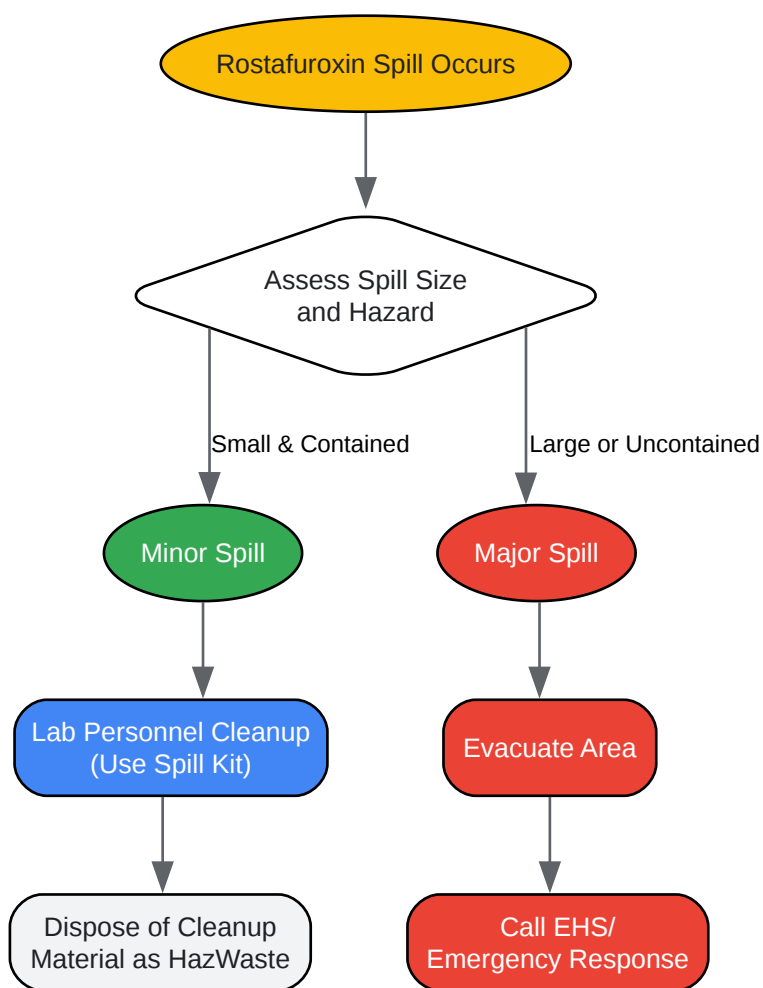 Rostafuroxin Spill Occurs
Assess Spill Size
and Hazard
Small & Contained
Large or Uncontained
Minor Spill
Major Spill
Lab Personnel Cleanup
(Use Spill Kit)
Evacuate Area
Dispose of Cleanup
Material as HazWaste
Call EHS/
Emergency Response